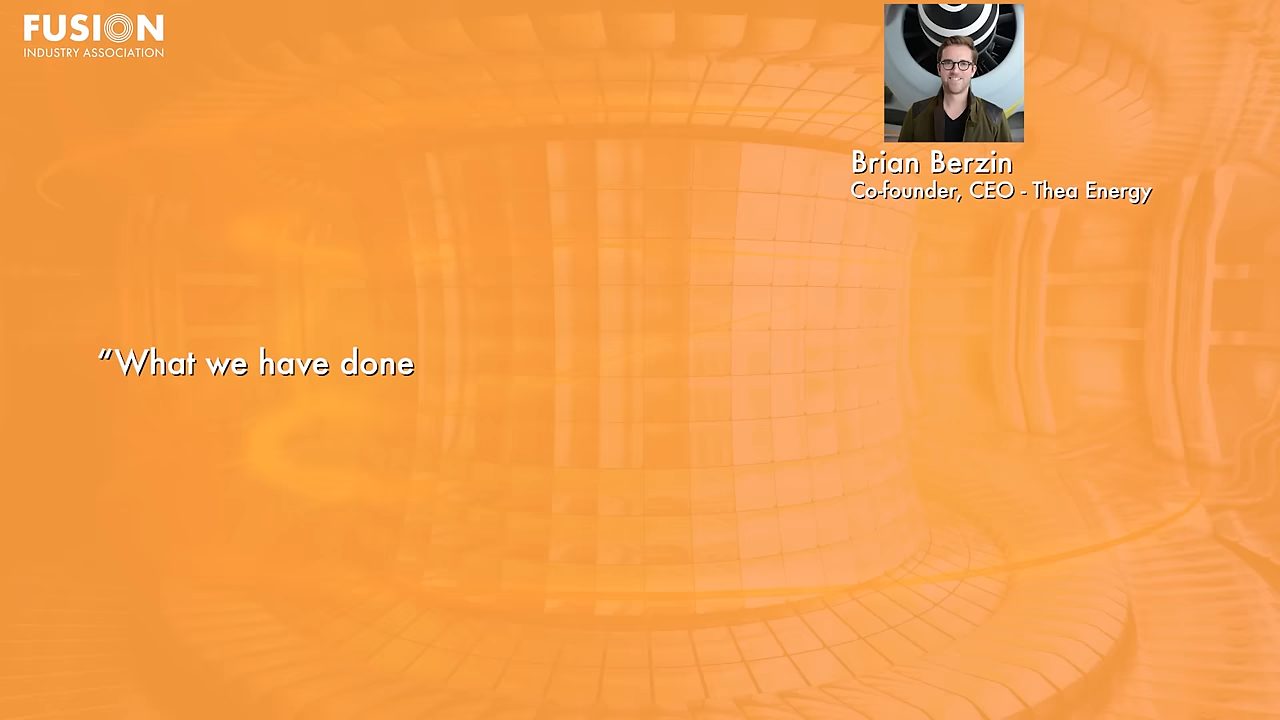 FUSION
INDUSTRY ASSOCIATION
Brian Berzin
Co-founder, CEO - Thea Energy
"What we have done